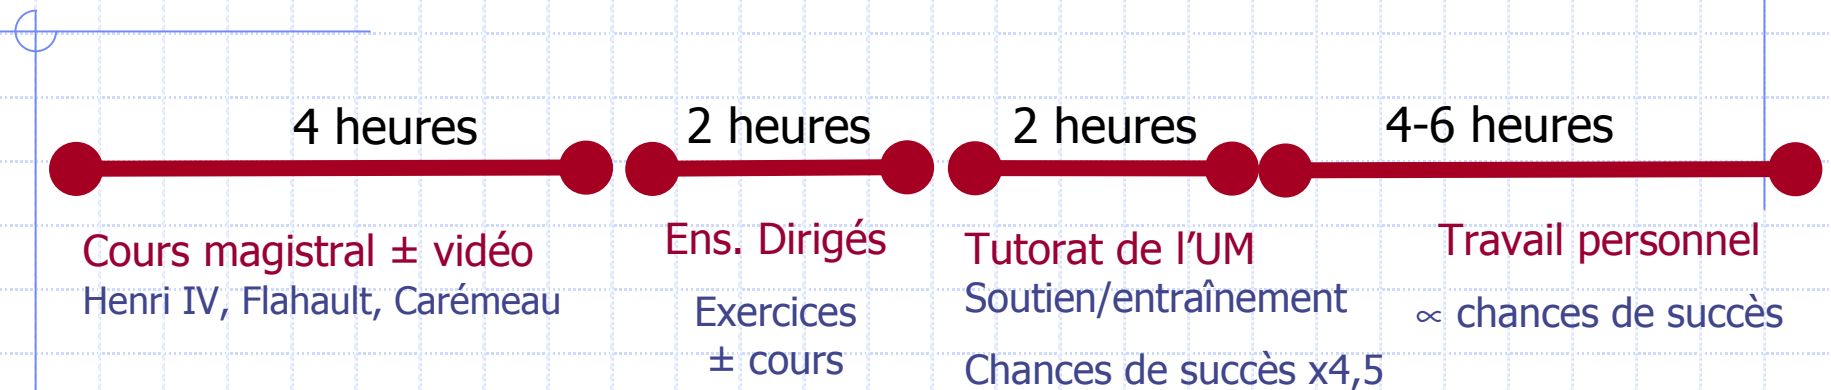 4 heures
2 heures
2 heures
4-6 heures
Cours magistral ± vidéo
Henri IV, Flahault, Carémeau
Ens. Dirigés
Exercices
± cours
Tutorat de l’UM
Soutien/entraînement
Chances de succès x4,5
Travail personnel
∝ chances de succès